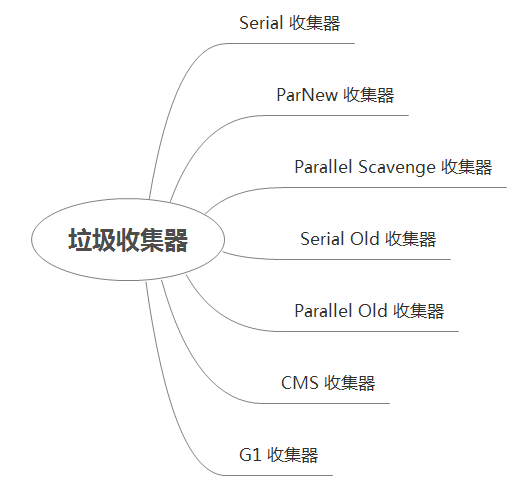 Serial 收集器
ParNew 收集器
Parallel Scavenge 收集器
垃圾收集器
Serial Old 收集器
Parallel Old 收集器
CMS 收集器
G1 收集器